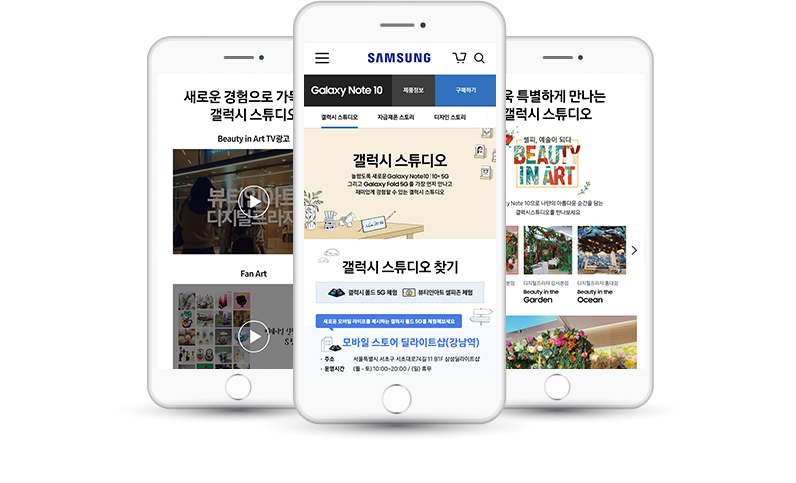 새로운 경험으로 가득
갤럭시 스튜디오
Beauty in Art TV광고
뷰티인아트
디지털프라자
Fan Art
SAMSUNG
Galaxy Note 10
제품정보
구매하기
갤럭시 스튜디오
자급제폰 스토리
디자인 스토리
갤럭시 스튜디오
놀랍도록 새로운 Galaxy Note10 | 10+ 5G
그리고 Galaxy Fold 5G 를 가장 먼저 만나고
재미있게 경험할 수 있는 갤럭시 스튜디오
갤럭시 스튜디오 찾기
갤럭시 폴드 5G 체험
뷰티인아트 셀피존 체험
새로운 모바일 라이프를 제시하는 갤럭시 폴드 5G를 체험해보세요
모바일 스토어 딜라이트샵(강남역)
· 주소 서울특별시 서초구 서초대로74길 11 B1F 삼성딜라이트샵
· 운영시간 (월 - 토) 10:00~20:00 / (일) 휴무
욱 특별하게 만나는
갤럭시 스튜디오
셀피, 예술이 되다
BEAUTY
IN ART
Note 10으로 나만의 아름다운 순간을 담는
갤럭시스튜디오를 만나보세요
디지털프라자 강서본점
디지털프라자 홍대점
Beauty in the
Garden
Beauty in the
Ocean